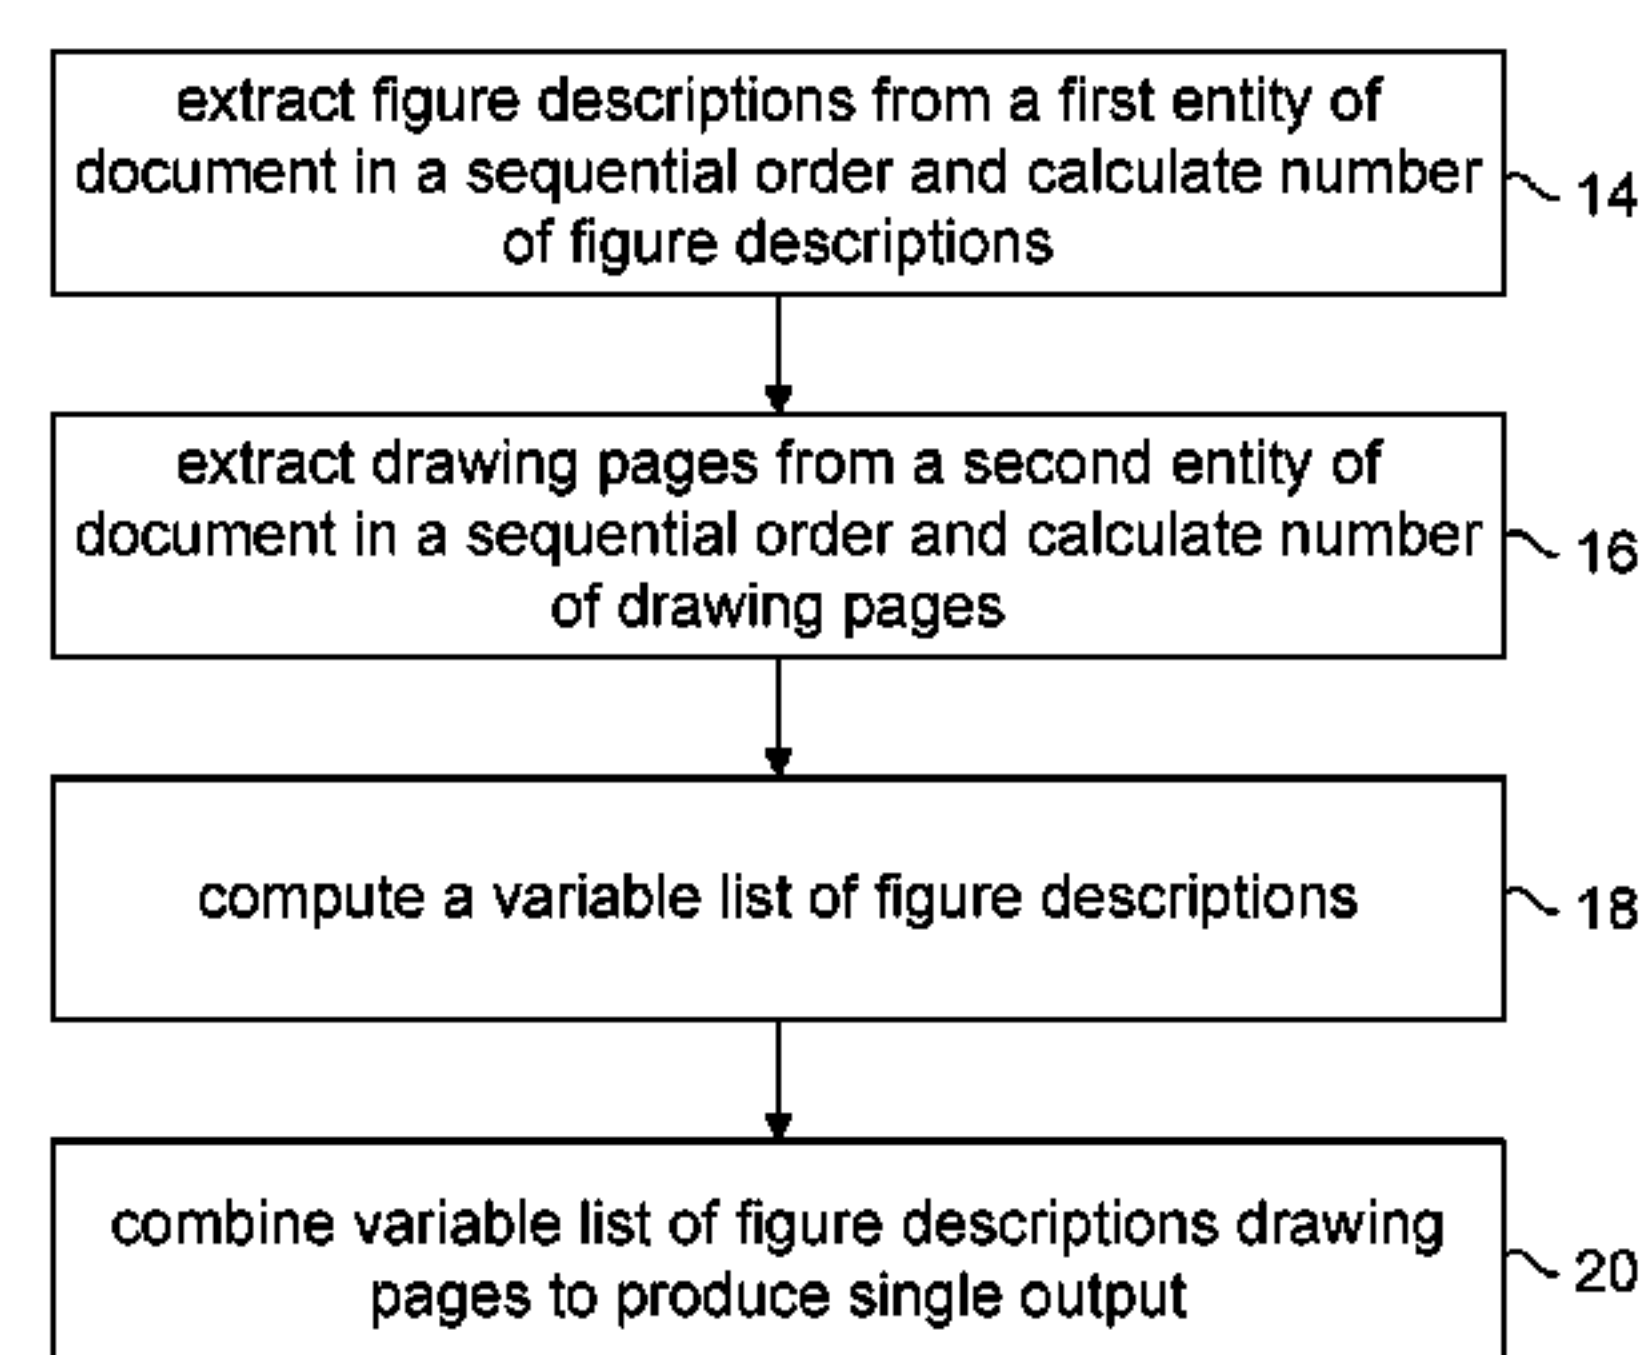 extract figure descriptions from a first entity of
document in a sequential order and calculate number
of figure descriptions
14
extract drawing pages from a second entity of
document in a sequential order and calculate number
of drawing pages
16
compute a variable list of figure descriptions
18
combine variable list of figure descriptions drawing
pages to produce single output
20